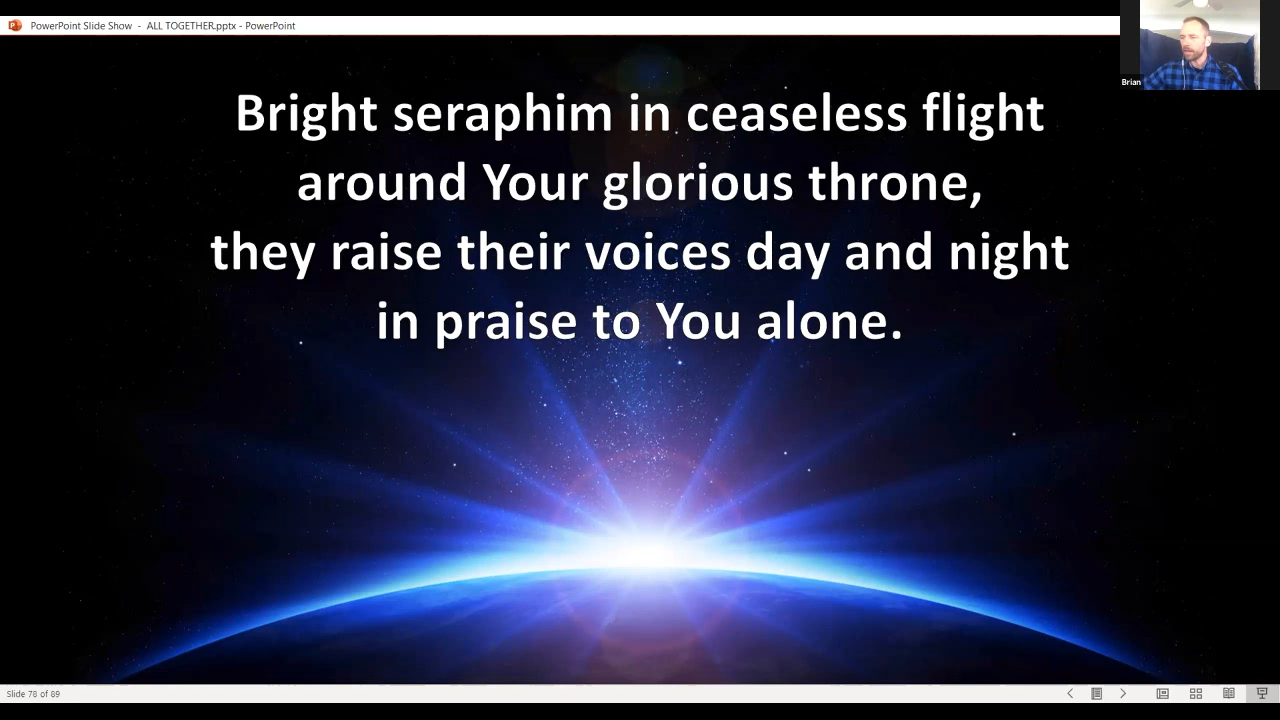 PowerPoint Slide Show - ALL TOGETHER.pptx - PowerPoint
Brian
Bright seraphim in ceaseless flight
around Your glorious throne,
they raise their voices day and night
in praise to You alone.
Slide 78 of 89